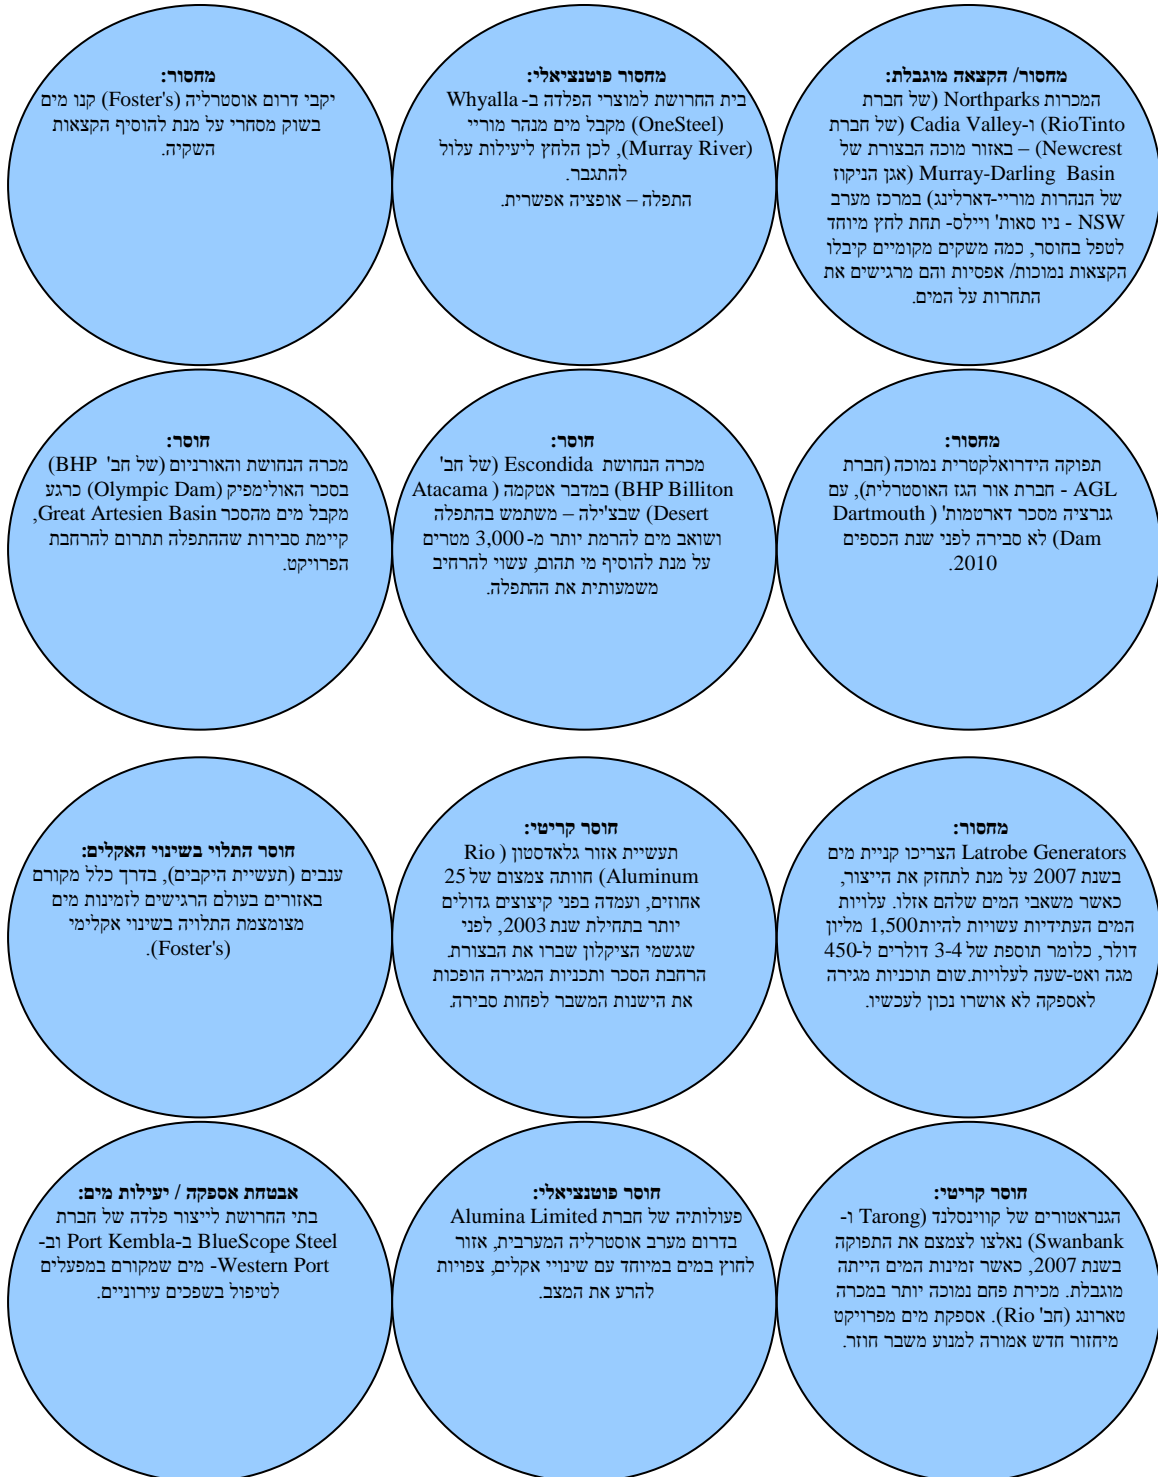 מחסור/ הקצאה מוגבלת:
המכרות Northparks (של חברת
RioTinto) ו-Cadia Valley (של חברת
Newcrest) – באזור מוכה הבצורת של
Murray-Darling Basin (אגן הניקוז
של הנהרות מוריי-דארלינג) במרכז מערב
NSW - ניו סאות' ויילס- תחת לחץ מיוחד
לטפל בחוסר, כמה משקים מקומיים קיבלו
הקצאות נמוכות/ אפסיות והם מרגישים את
התחרות על המים.
מחסור פוטנציאלי:
בית החרושת למוצרי הפלדה ב- Whyalla
(OneSteel) מקבל מים מנהר מוריי
(Murray River), לכן הלחץ ליעילות עלול
להתגבר.
התפלה – אופציה אפשרית.
מחסור:
יקבי דרום אוסטרליה (Foster's) קנו מים
בשוק מסחרי על מנת להוסיף הקצאות
השקיה.
מחסור:
תפוקה הידרואלקטרית נמוכה (חברת
AGL - חברת אור הגז האוסטרלית), עם
גנרציה מסכר דארטמות' ( Dartmouth
Dam) לא סבירה לפני שנת הכספים
2010.
חוסר:
מכרה הנחושת Escondida (של חב'
BHP Billiton) במדבר אטקמה ( Atacama
Desert) שבצ'ילה – משתמש בהתפלה
ושואב מים להרמת יותר מ- 3,000 מטרים
על מנת להוסיף מי תהום, עשוי להרחיב
משמעותית את ההתפלה.
חוסר:
מכרה הנחושת והאורניום (של חב' BHP)
בסכר האולימפיק (Olympic Dam) כרגע
מקבל מים מהסכר Great Artesien Basin,
קיימת סבירות שההתפלה תתרום להרחבת
הפרויקט.
מחסור:
Latrobe Generators הצריכו קניית מים
בשנת 2007 על מנת לתחזק את הייצור,
כאשר משאבי המים שלהם אזלו. עלויות
המים העתידיות עשויות להיות 1,500 מליון
דולר, כלומר תוספת של 3-4 דולרים ל-450
מגה ואט-שעה לעלויות. שום תוכניות מגירה
לאספקה לא אושרו נכון לעכשיו.
חוסר קריטי:
תעשיית אזור גלאדסטון ( Rio
Aluminum) חוותה צמצום של 25
אחוזים, ועמדה בפני קיצוצים גדולים
יותר בתחילת שנת 2003, לפני
שגשמי הציקלון שברו את הבצורת.
הרחבת הסכר ותכניות המגירה הופכות
את הישנות המשבר לפחות סבירה.
חוסר התלוי בשינוי האקלים:
ענבים (תעשיית היקבים), בדרך כלל מקורם
באזורים בעולם הרגישים לזמינות מים
מצומצמת התלויה בשינוי אקלימי
(Foster's).
חוסר קריטי:
הגנראטורים של קווינסלנד (Tarong ו-
Swanbank) נאלצו לצמצם את התפוקה
בשנת 2007, כאשר זמינות המים הייתה
מוגבלת. מכירת פחם נמוכה יותר במכרה
טארונג (חב' Rio). אספקת מים מפרויקט
מיחזור חדש אמורה למנוע משבר חוזר.
חוסר פוטנציאלי:
פעולותיה של חברת Alumina Limited
בדרום מערב אוסטרליה המערבית, אזור
לחוץ במים במיוחד עם שינויי אקלים, צפויות
להרע את המצב.
אבטחת אספקה / יעילות מים:
בתי החרושת לייצור פלדה של חברת
BlueScope Steel ב-Port Kembla וב-
Western Port- מים שמקורם במפעלים
לטיפול בשפכים עירוניים.